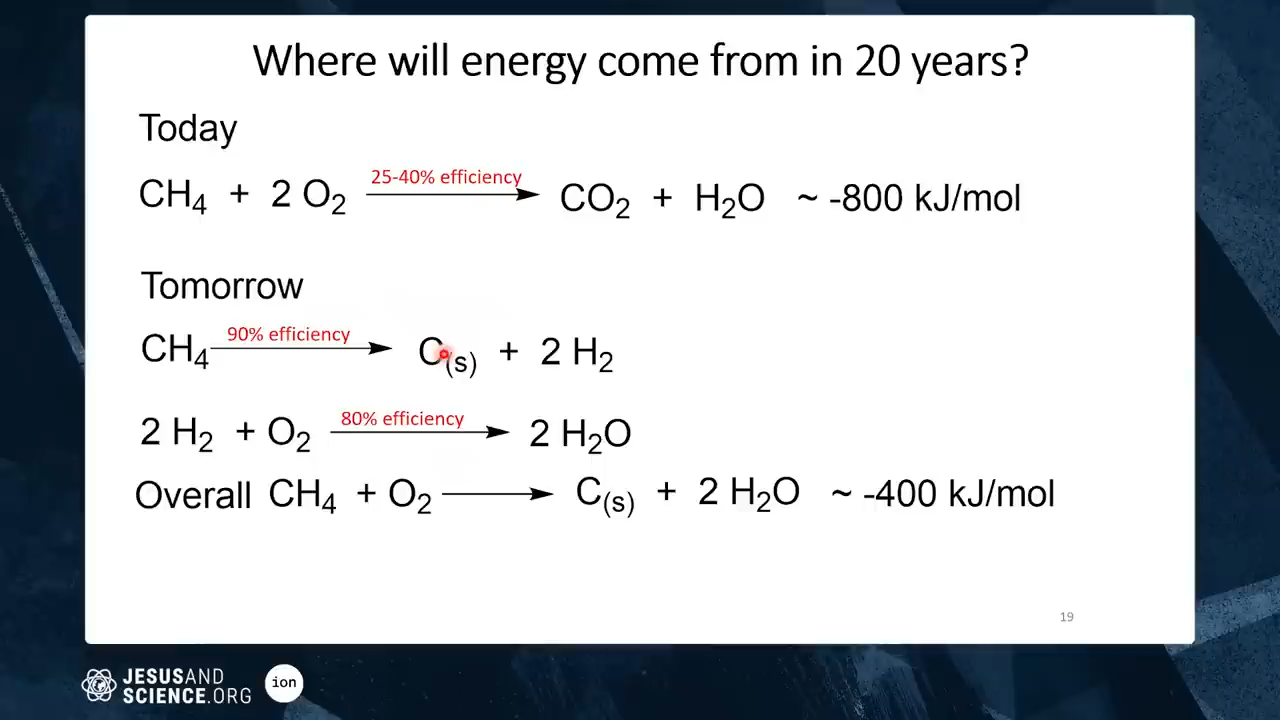 Where will energy come from in 20 years?
Today
25-40% efficiency
CH₄ + 2 O₂ → CO₂ + H₂O ~ -800 kJ/mol
Tomorrow
90% efficiency
CH₄ → C(s) + 2 H₂
80% efficiency
2 H₂ + O₂ → 2 H₂O
Overall CH₄ + O₂ → C(s) + 2 H₂O ~ -400 kJ/mol
19
JESUSAND
SCIENCE.ORG
ion